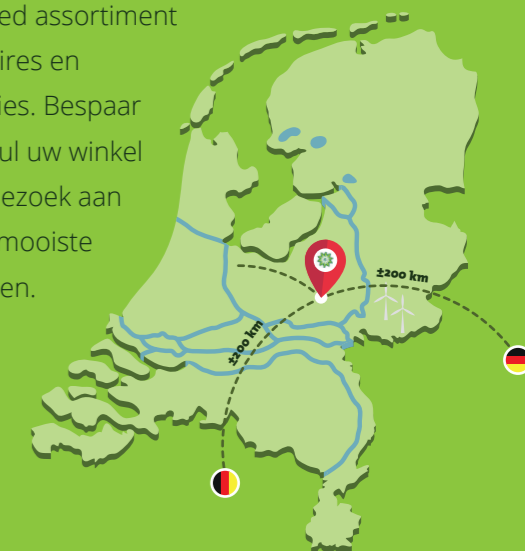 ed assortiment
ires en
ies. Bespaar
ul uw winkel
ezoek aan
mooiste
en.
±200 km
±200 km